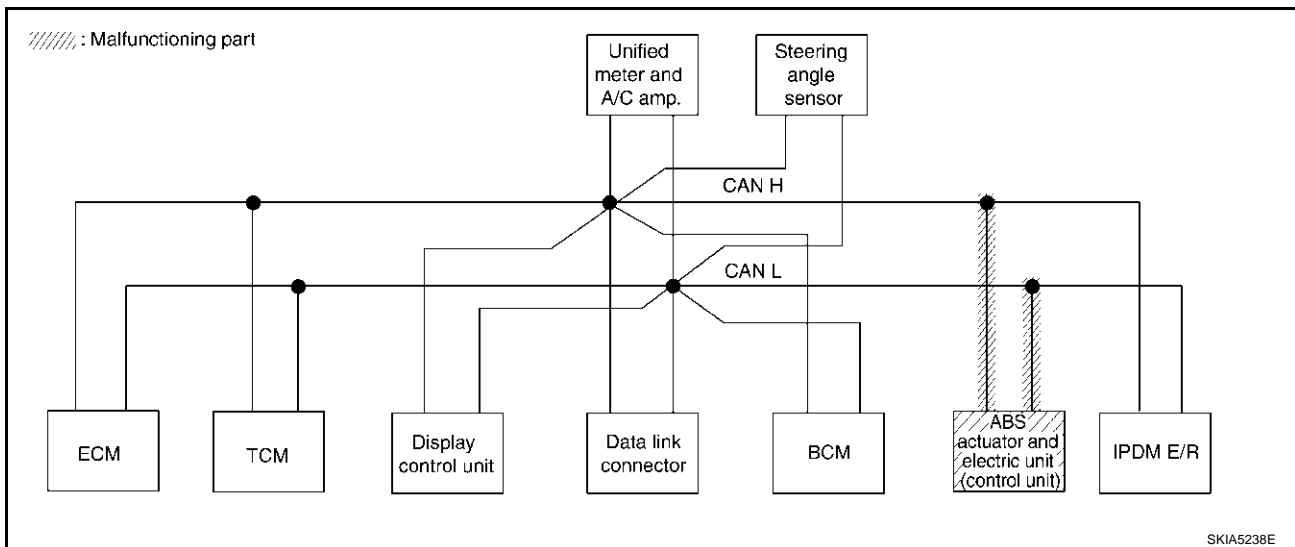 : Malfunctioning part
Unified
meter and
A/C amp.
Steering
angle
sensor
CAN H
CAN L
ECM
TCM
Display
control unit
Data link
connector
BCM
ABS
actuator and
electric unit
(control unit)
IPDM E/R
SKIA5238E